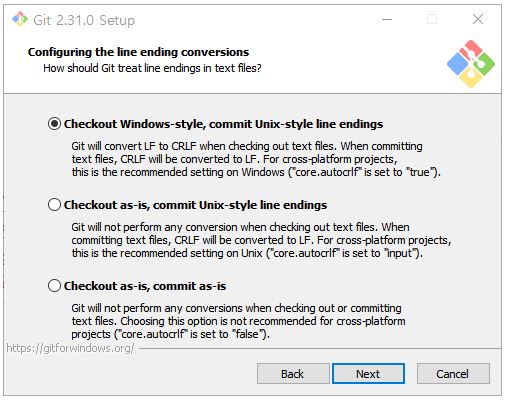 Git 2.31.0 Setup
Configuring the line ending conversions
How should Git treat line endings in text files?
Checkout Windows-style, commit Unix-style line endings
Git will convert LF to CRLF when checking out text files. When committing
text files, CRLF will be converted to LF. For cross-platform projects,
this is the recommended setting on Windows ("core.autocrlf" is set to "true").
Checkout as-is, commit Unix-style line endings
Git will not perform any conversion when checking out text files. When
committing text files, CRLF will be converted to LF. For cross-platform projects,
this is the recommended setting on Unix ("core.autocrlf" is set to "input").
Checkout as-is, commit as-is
Git will not perform any conversions when checking out or committing
text files. Choosing this option is not recommended for cross-platform
projects ("core.autocrlf" is set to "false").
https://gitforwindows.org/
Back
Next
Cancel